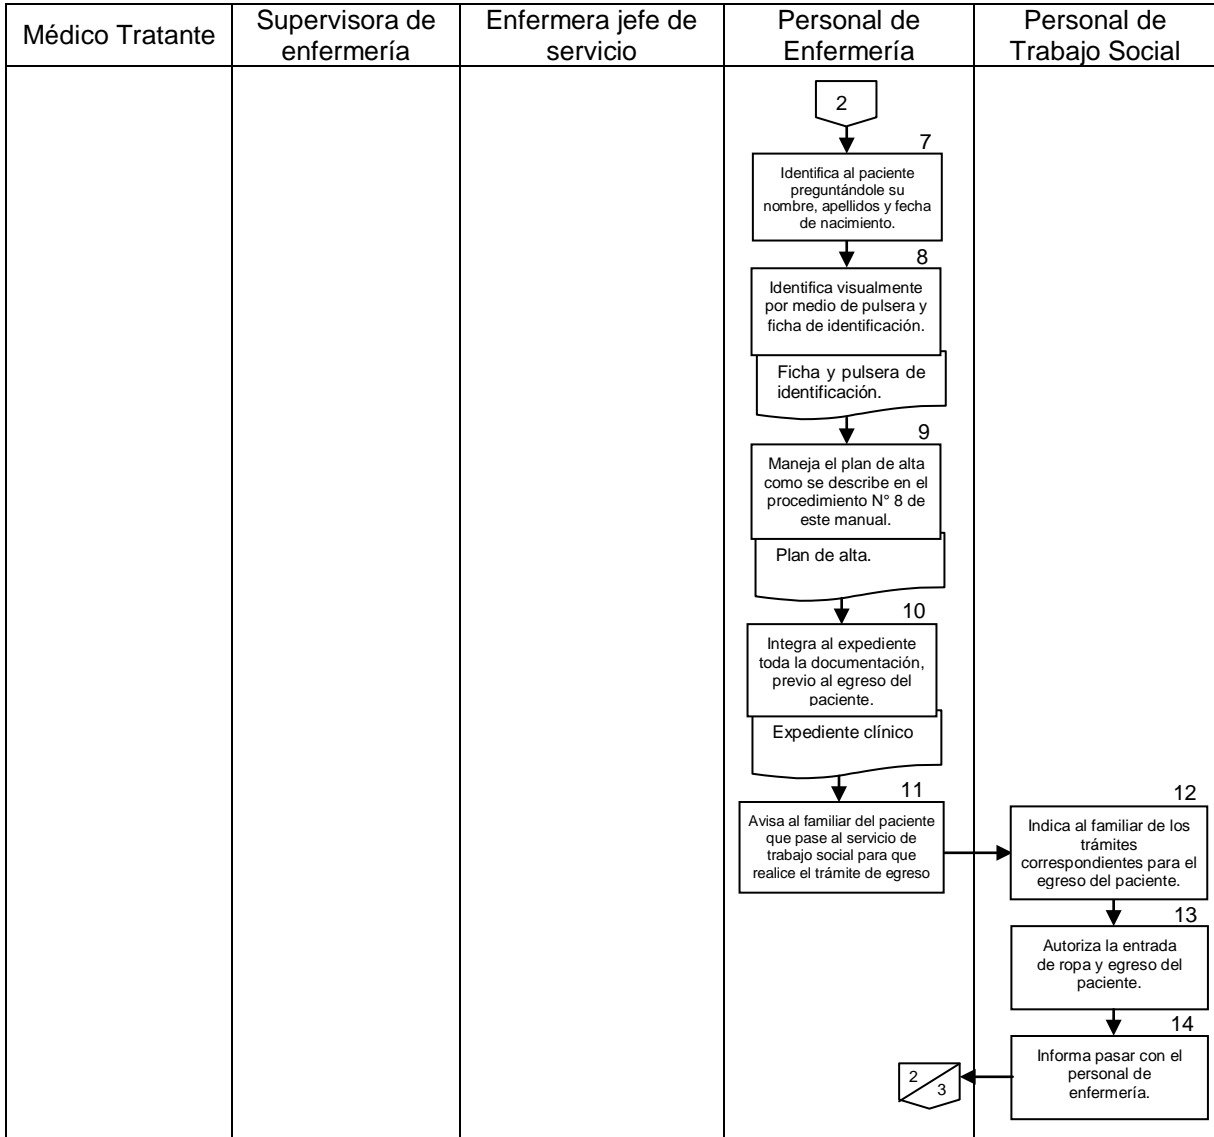 Médico Tratante
Supervisora de
enfermería
Enfermera jefe de
servicio
Personal de
Enfermería
Personal de
Trabajo Social
2
7
Identifica al paciente
preguntándole su
nombre, apellidos y fecha
de nacimiento.
8
Identifica visualmente
por medio de pulsera y
ficha de identificación.
Ficha y pulsera de
identificación.
9
Maneja el plan de alta
como se describe en el
procedimiento N° 8 de
este manual.
Plan de alta.
10
Integra al expediente
toda la documentación,
previo al egreso del
paciente.
Expediente clínico
11
Avisa al familiar del paciente
que pase al servicio de
trabajo social para que
realice el trámite de egreso
12
Indica al familiar de los
trámites
correspondientes para el
egreso del paciente.
13
Autoriza la entrada
de ropa y egreso del
paciente.
14
Informa pasar con el
personal de
enfermería.
2
3